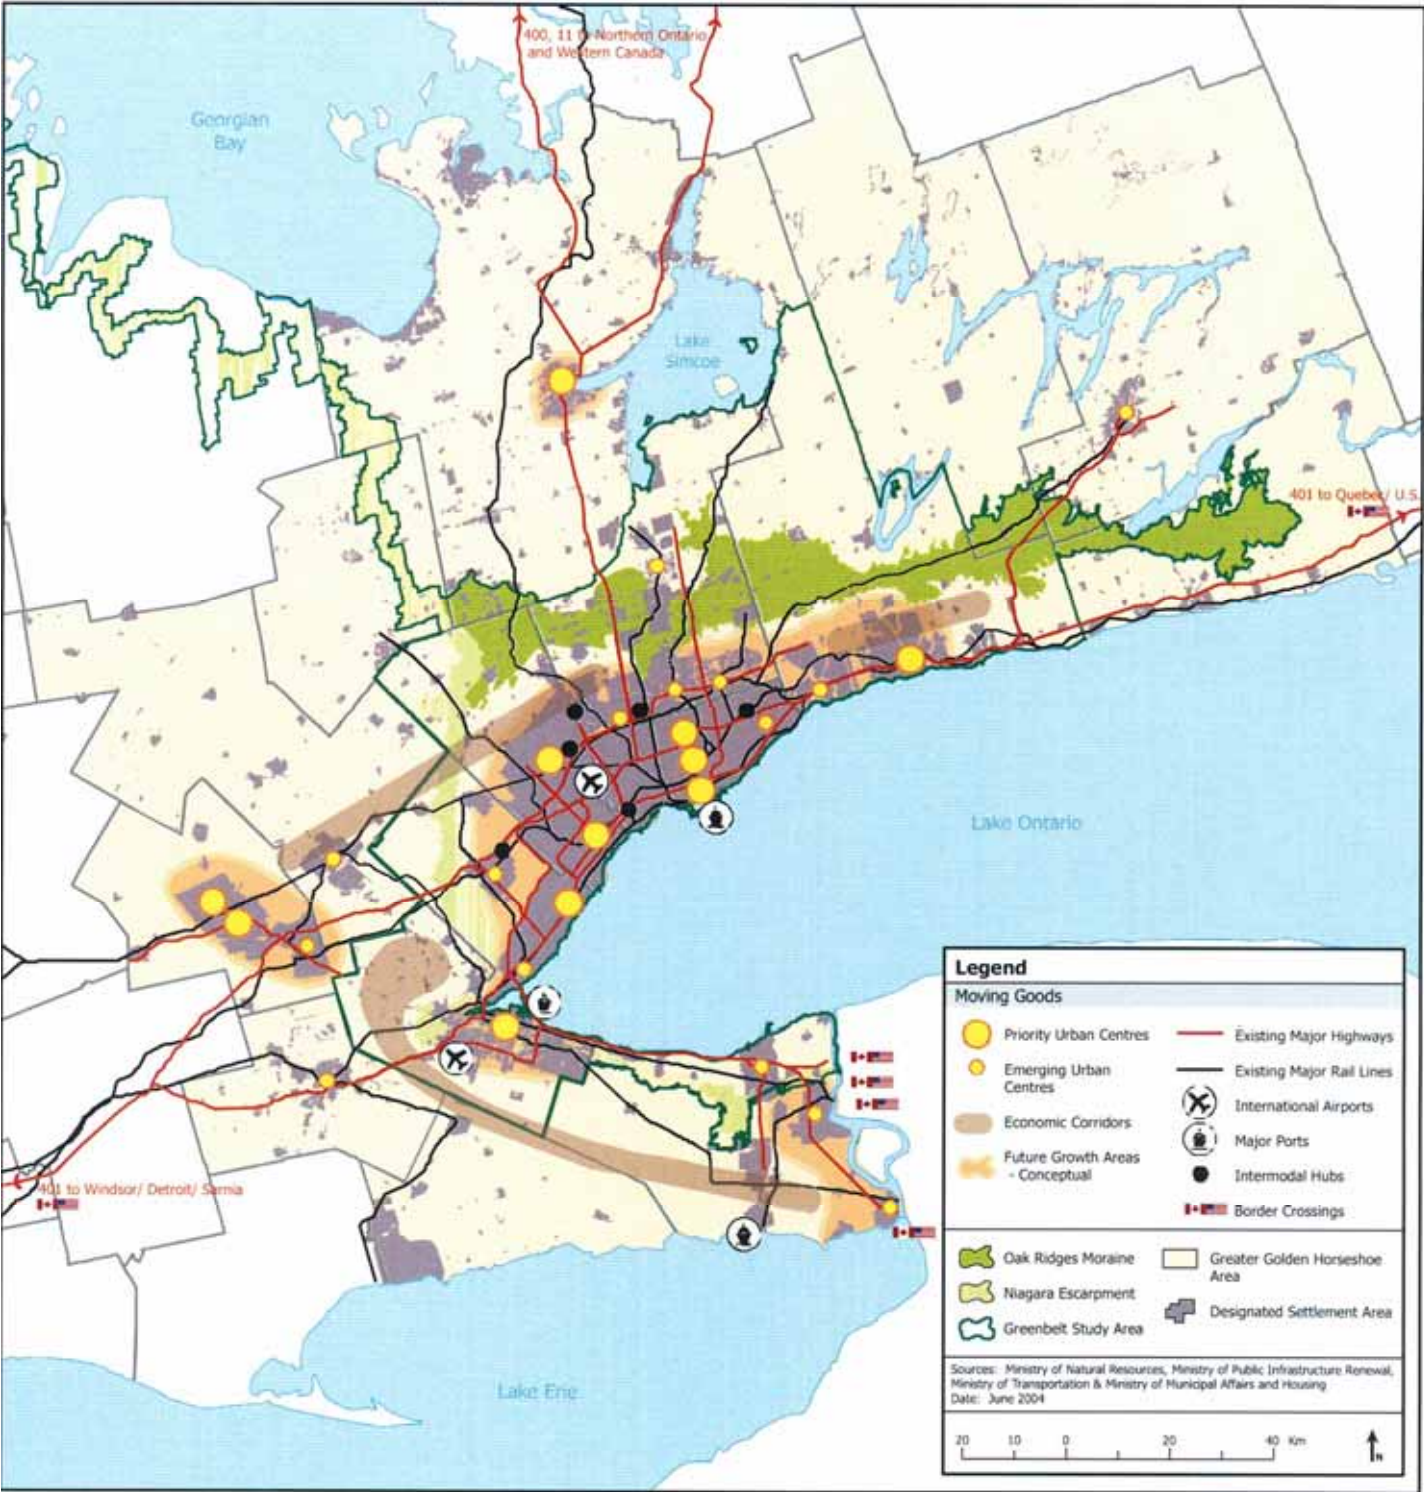 400, 11 to Northern Ontario
and Western Canada
Georgian
Bay
Lake
Simcoe
401 to Quebec/ U.S.
Lake Ontario
401 to Windsor/ Detroit/ Sarnia
Lake Erie
Legend
Moving Goods
Priority Urban Centres
Emerging Urban
Centres
Economic Corridors
Future Growth Areas
- Conceptual
Existing Major Highways
Existing Major Rail Lines
International Airports
Major Ports
Intermodal Hubs
Border Crossings
Oak Ridges Moraine
Niagara Escarpment
Greenbelt Study Area
Greater Golden Horseshoe
Area
Designated Settlement Area
Sources: Ministry of Natural Resources, Ministry of Public Infrastructure Renewal,
Ministry of Transportation & Ministry of Municipal Affairs and Housing
Date: June 2004
20 10 0 20 40 Km
N